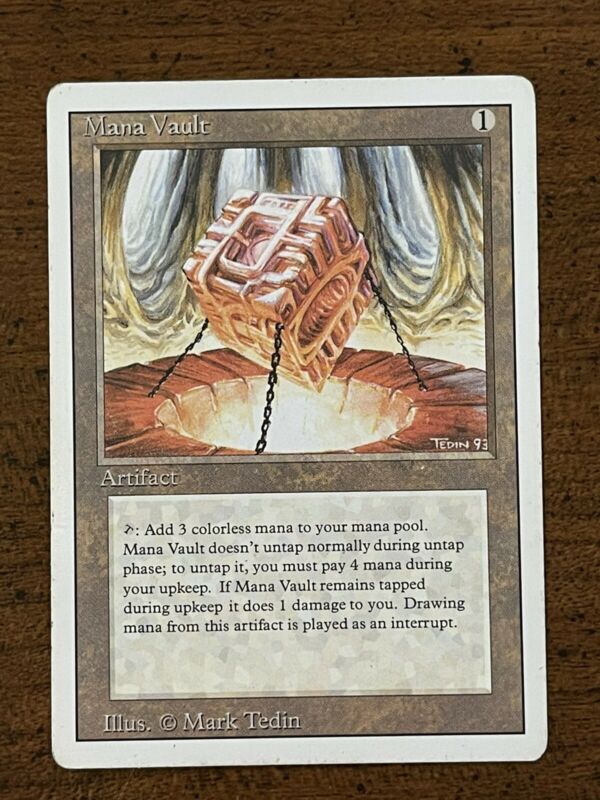 Mana Vault 1
TEDIN 93
Artifact
: Add 3 colorless mana to your mana pool.
Mana Vault doesn't untap normally during untap
phase; to untap it, you must pay 4 mana during
your upkeep. If Mana Vault remains tapped
during upkeep it does 1 damage to you. Drawing
mana from this artifact is played as an interrupt.
Illus. © Mark Tedin